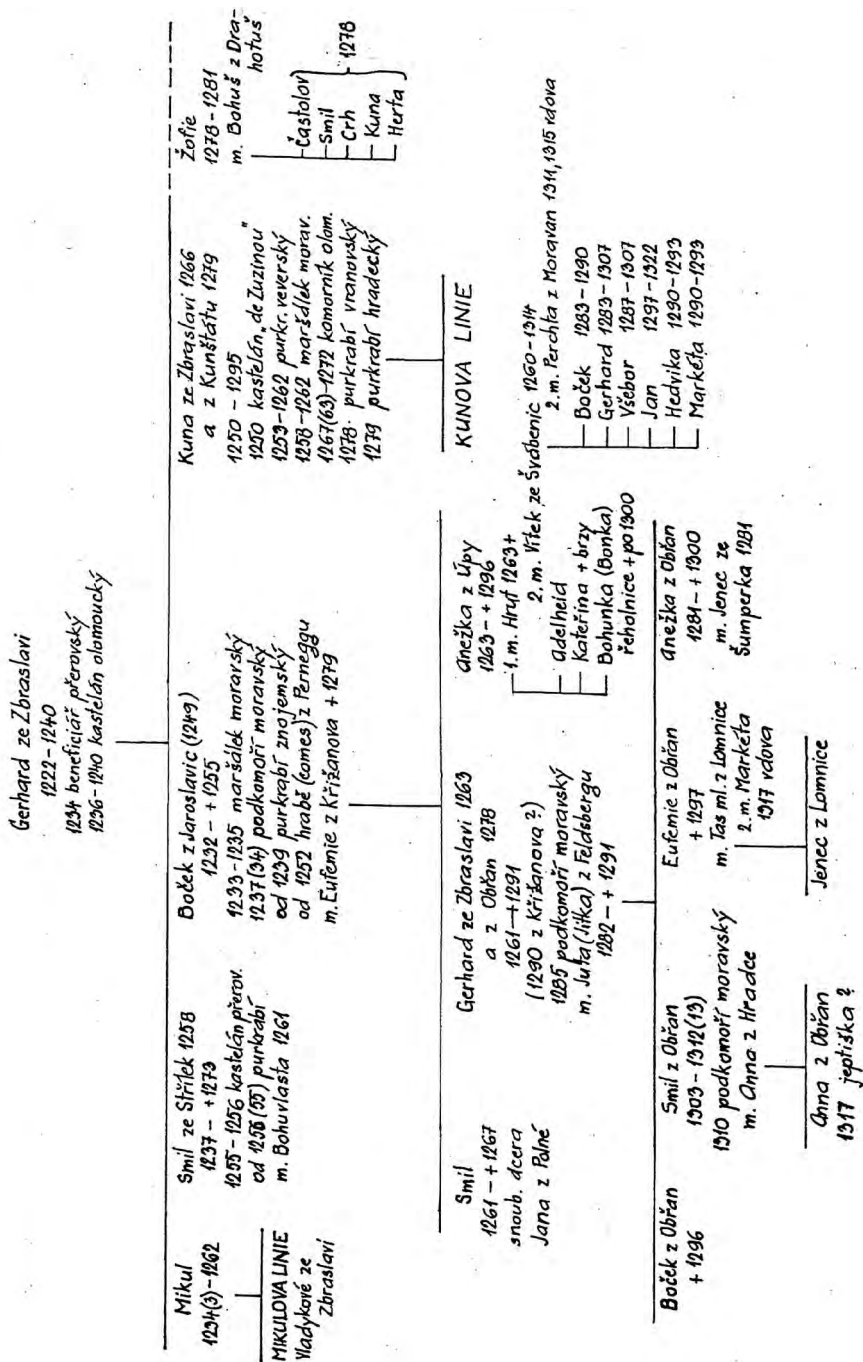 Gerhard ze Zbraslavi
1222 – 1240
1234 beneficiář přerovský
1236-1240 kastelán olomoucký
Mikul
1234(3)-1262
MIKULOVA LINIE
Vladykové ze
Zbraslavi
Smil ze Střílek 1258
1237- +1273
1255-1256 kastelán přerov.
od 1256(55) purkrabí
m. Bohuvlasta 1261
Boček z Jaroslavic (1249)
1232- +1255
1233-1235 maršálek moravský
1237(34) podkomoří moravský
od 1239 purkrabí znojemský
od 1252 hrabě (comes) z Perneggu
m. Eufemie z Křižanova +1279
Kuna ze Zbraslavi 1266
a z Kunštátu 1279
1250 – 1295
1250 kastelán „de Zuzinou"
1253-1262 purkr. veverský
1258-1262 maršálek morav.
1267(63)-1272 komorník olom.
1278 purkrabí vranovský
1279 purkrabí hradecký
KUNOVA LINIE
Žofie
1278-1281
m. Bohuš z Dra-
hotuš
Častolov
Smil
Crh
Kuna
Herta
1278
Smil
1261 – +1267
snoub. dcera
Jana z Polné
Gerhard ze Zbraslavi 1263
a z Obřan 1278
1261-+1291
(1290 z Křižanova ?)
1285 podkomoří moravský
m. Juta (Jitka) z Feldsbergu
1282- + 1291
Anežka z Úpy
1263-+1296
1. m. Hrut 1263+
2. m. Vítek ze Švábenic 1260-1314
2. m. Perchta z Moravan 1311, 1315 vdova
Adelheid
Kateřina + brzy
Bohunka (Bonka)
řeholnice + po 1300
Boček 1283-1290
Gerhard 1283-1307
Všebor 1287-1307
Jan 1297-1322
Hedvika 1290-1293
Markéta 1290-1293
Boček z Obřan
+ 1296
Smil z Obřan
1303 - 1312(13)
1310 podkomoří moravský
m. Anna z Hradce
Anna z Obřan
1317 jeptiška ?
Eufemie z Obřan
+ 1297
m. Tas ml. z Lomnice
2. m. Markéta
1317 vdova
Jenec z Lomnice
Anežka z Obřan
1281-+1300
m. Jenec ze
Šumperka 1281